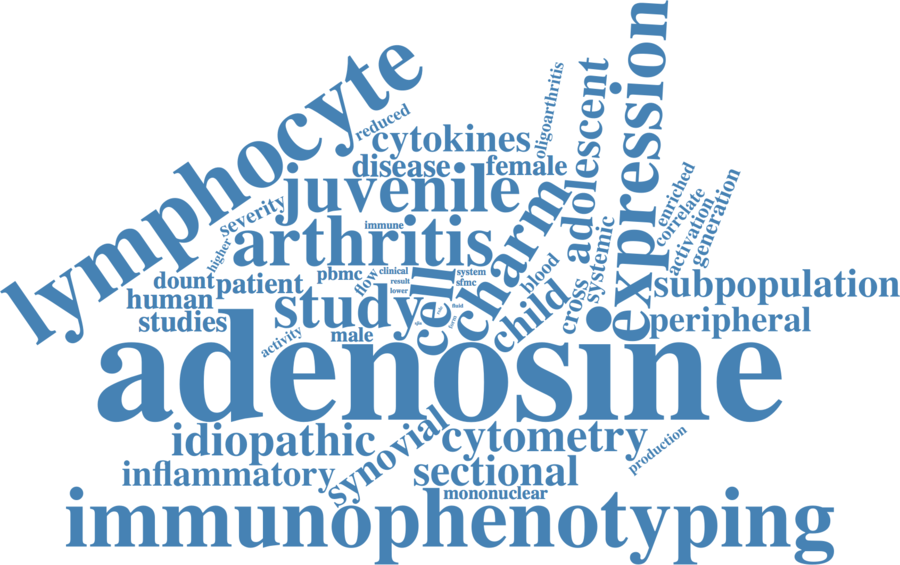 lymphocyte
reduced
cytokines
oligoarthritis
adolescent
expression
disease
female
juvenile
severity
arthritis
immune
higher
charm
enriched
correlate
activation
generation
systemic
cross
dount
patient
pbmc
flow
clinical
result
lower
cell
system
sfmc
fluid
blood
child
subpopulation
human
study
studies
activity
male
peripheral
adenosine
idiopathic
synovial
cytometry
production
inflammatory
sectional
mononuclear
immunophenotyping